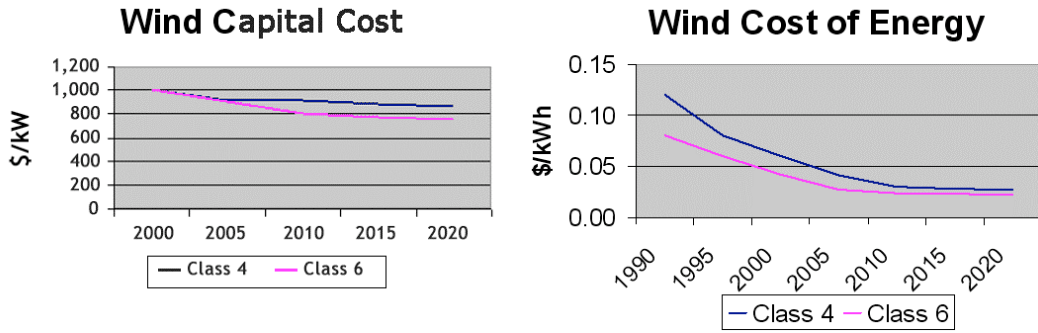 Wind Capital Cost
$/kW
1,200
1,000
800
600
400
200
0
2000 2005 2010 2015 2020
Class 4 Class 6
Wind Cost of Energy
$/kWh
0.15
0.10
0.05
0.00
1990 1995 2000 2005 2010 2015 2020
Class 4 Class 6